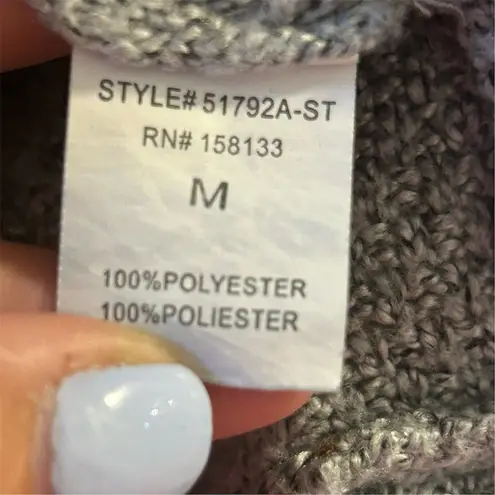 STYLE# 51792A-ST
RN# 158133
M
100%POLYESTER
100%POLIESTER